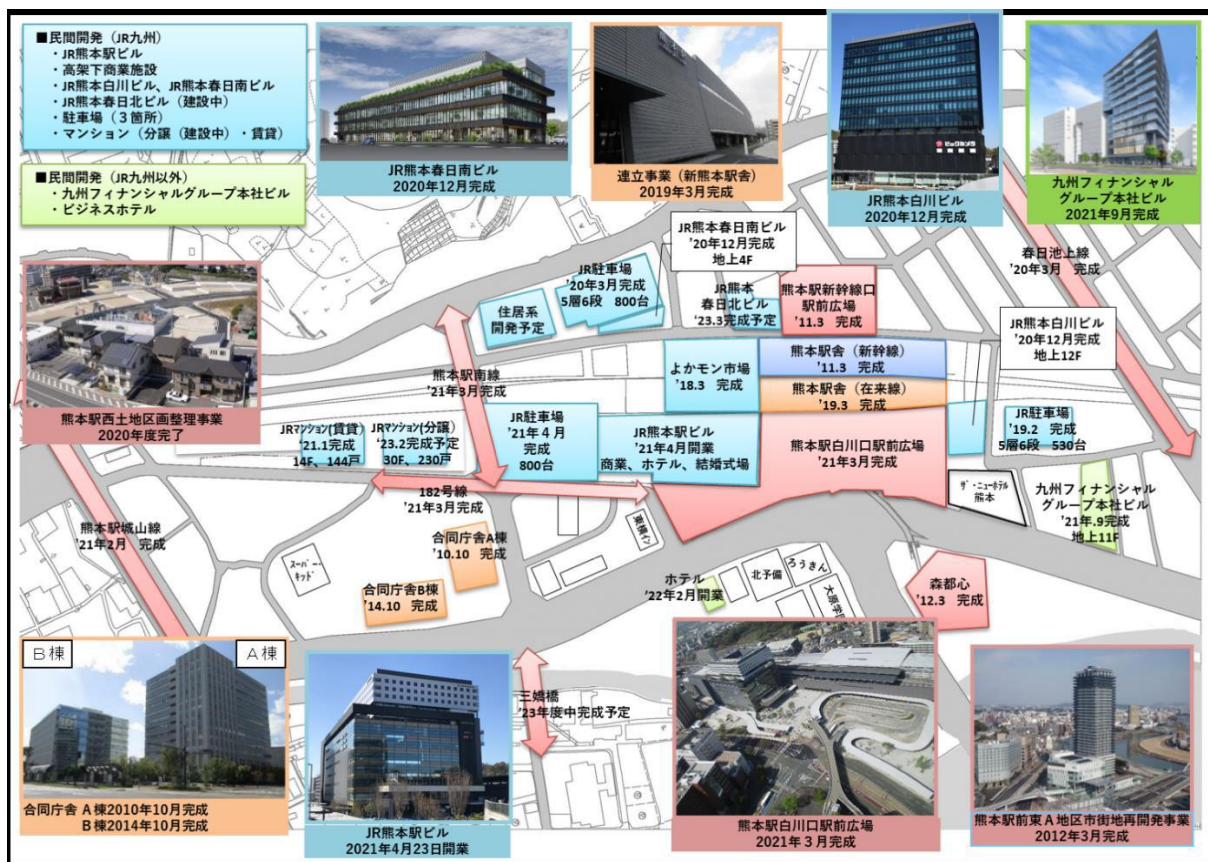 ■民間開発（JR九州）
・JR熊本駅ビル
・高架下商業施設
・JR熊本白川ビル、JR熊本春日南ビル
・JR熊本春日北ビル（建設中）
・駐車場（３箇所）
・マンション（分譲（建設中）・賃貸）
■民間開発（JR九州以外）
・九州フィナンシャルグループ本社ビル
・ビジネスホテル
JR熊本春日南ビル
2020年12月完成
連立事業（新熊本駅舎）
2019年3月完成
ビックカメラ
JR熊本白川ビル
2020年12月完成
九州フィナンシャル
グループ本社ビル
2021年9月完成
熊本駅西土地区画整理事業
2020年度完了
JR熊本春日南ビル
'20年12月完成
地上4F
春日池上線
'20年3月　完成
JR駐車場
'20年3月完成
5層6段　800台
住居系
開発予定
JR熊本
春日北ビル
'23.3完成予定
熊本駅新幹線口
駅前広場
'11.3　完成
JR熊本白川ビル
'20年12月完成
地上12F
熊本駅南線
'21年3月完成
よかモン市場
'18.3　完成
熊本駅舎（新幹線）
'11.3　完成
熊本駅舎（在来線）
'19.3　完成
JRマンション(賃貸)
'21.1完成
14F、144戸
JRマンション(分譲)
'23.2完成予定
30F、230戸
JR駐車場
'21年４月
完成
800台
JR熊本駅ビル
'21年4月開業
商業、ホテル、結婚式場
熊本駅白川口駅前広場
'21年3月完成
JR駐車場
'19.2　完成
5層6段　530台
ザ・ニューホテル
熊本
九州フィナンシャル
グループ本社ビル
'21年.9完成
地上11F
182号線
'21年3月完成
熊本駅城山線
'21年2月　完成
スーパー・
キッド
合同庁舎A棟
'10.10　完成
合同庁舎B棟
'14.10　完成
東横イン
ホテル
'22年2月開業
北予備
ろうきん
大原学園
森都心
'12.3　完成
三嬌橋
'23年度中完成予定
Ｂ棟
Ａ棟
合同庁舎 Ａ棟2010年10月完成
Ｂ棟2014年10月完成
JR熊本駅ビル
2021年4月23日開業
熊本駅白川口駅前広場
2021年３月完成
熊本駅前東Ａ地区市街地再開発事業
2012年3月完成